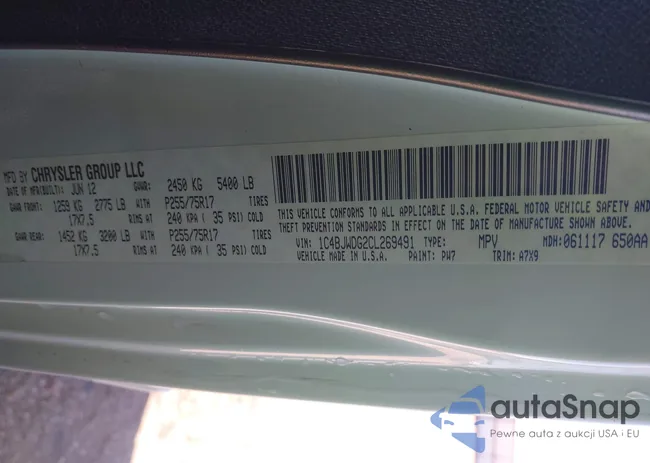 MFD BY CHRYSLER GROUP LLC
DATE OF MFR(BUILT): JUN 12 GVWR: 2450 KG 5400 LB
GAWR FRONT: 1259 KG 2775 LB WITH P255/75R17 TIRES
17X7.5 RIMS AT 240 KPA ( 35 PSI) COLD
GAWR REAR: 1452 KG 3200 LB WITH P255/75R17 TIRES
17X7.5 RIMS AT 240 KPA ( 35 PSI) COLD
THIS VEHICLE CONFORMS TO ALL APPLICABLE U.S.A. FEDERAL MOTOR VEHICLE SAFETY AND
THEFT PREVENTION STANDARDS IN EFFECT ON THE DATE OF MANUFACTURE SHOWN ABOVE.
VIN: 1C4BJWDG2CL269491 TYPE: MPV MDH:061117 650AA
VEHICLE MADE IN U.S.A. PAINT: PW7 TRIM: A7X9
autaSnap
Pewne auta z aukcji USA i EU